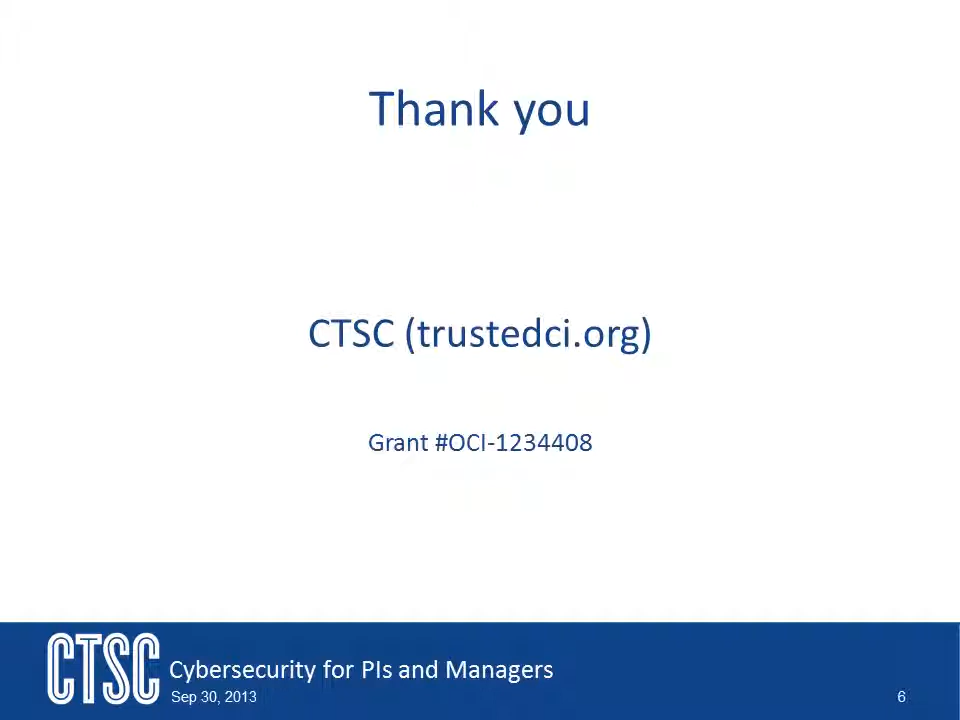 Thank you
CTSC (trustedci.org)
Grant #OCI-1234408
CTSC
Cybersecurity for PIs and Managers
Sep 30, 2013
6